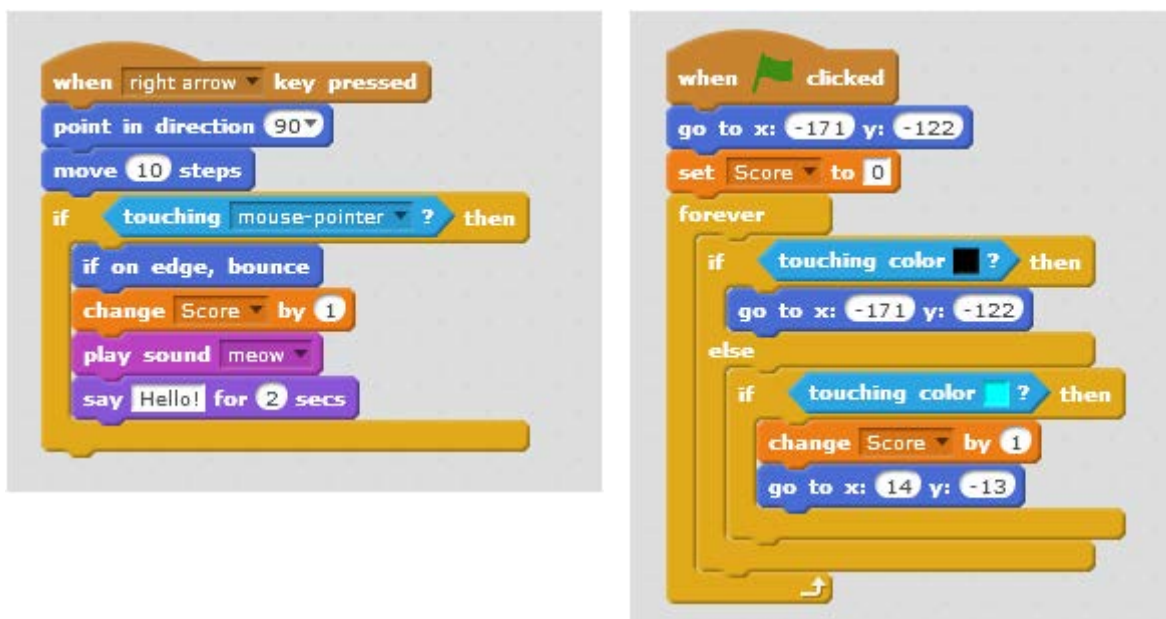 when right arrow key pressed
point in direction 90
move 10 steps
if touching mouse-pointer ? then
if on edge, bounce
change Score by 1
play sound meow
say Hello! for 2 secs
when clicked
go to x: -171 y: -122
set Score to 0
forever
if touching color ? then
go to x: -171 y: -122
else
if touching color ? then
change Score by 1
go to x: 14 y: -13